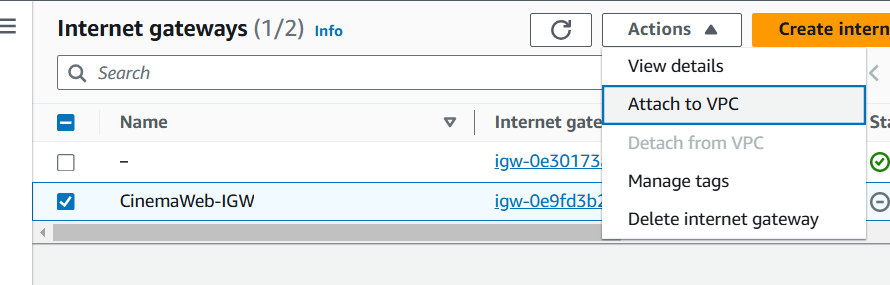 Internet gateways (1/2) Info
Actions
Create intern
Search
View details
Attach to VPC
Detach from VPC
Manage tags
Delete internet gateway
Name
Internet gate
Sta
–
igw-0e3017
CinemaWeb-IGW
igw-0e9fd3b2